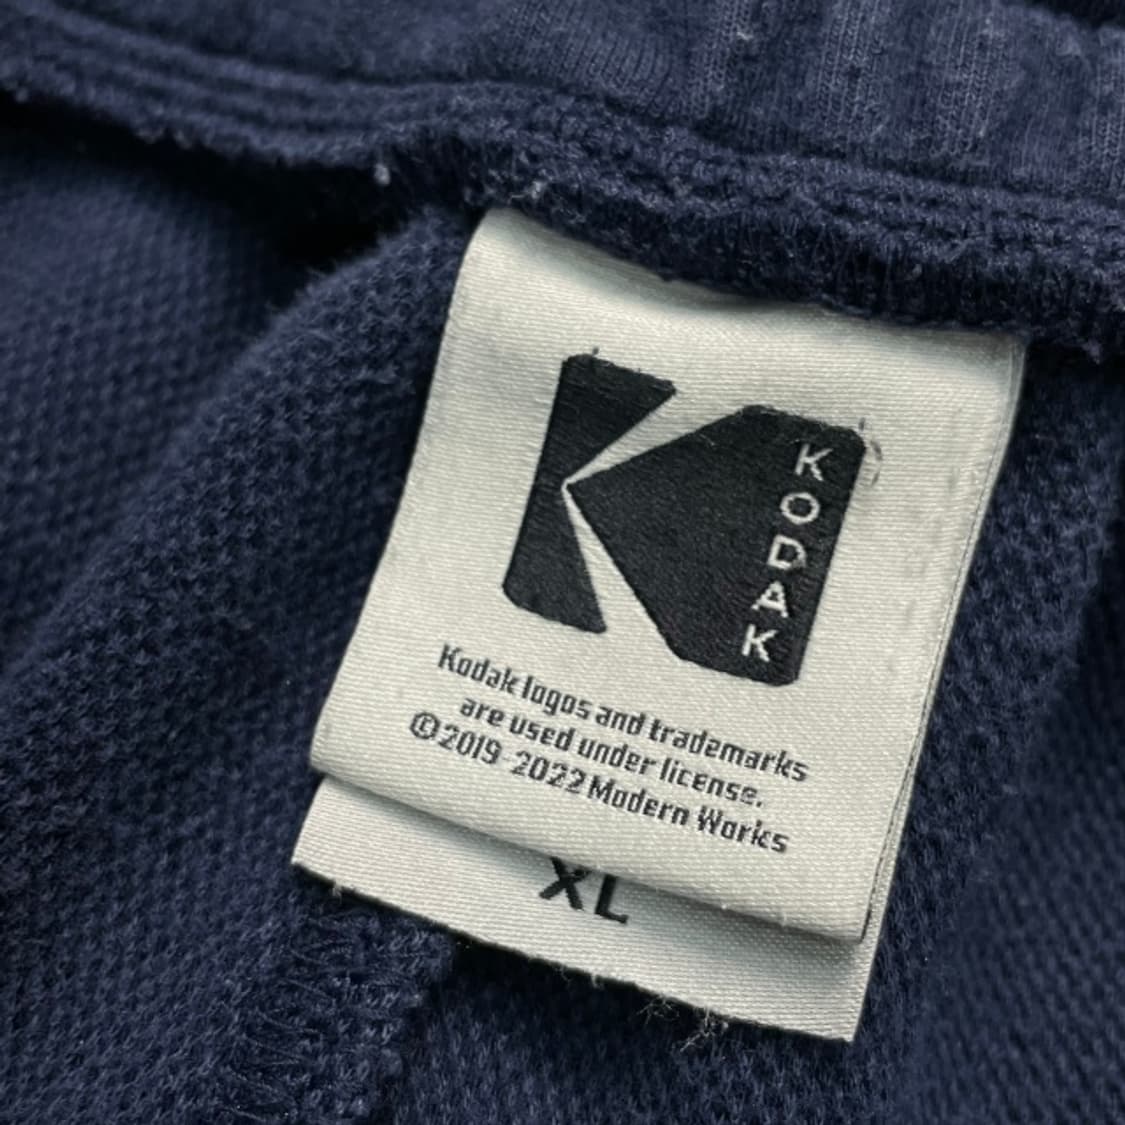 KODAK
Kodak logos and trademarks
are used under license.
©2019-2022 Modern Works
XL